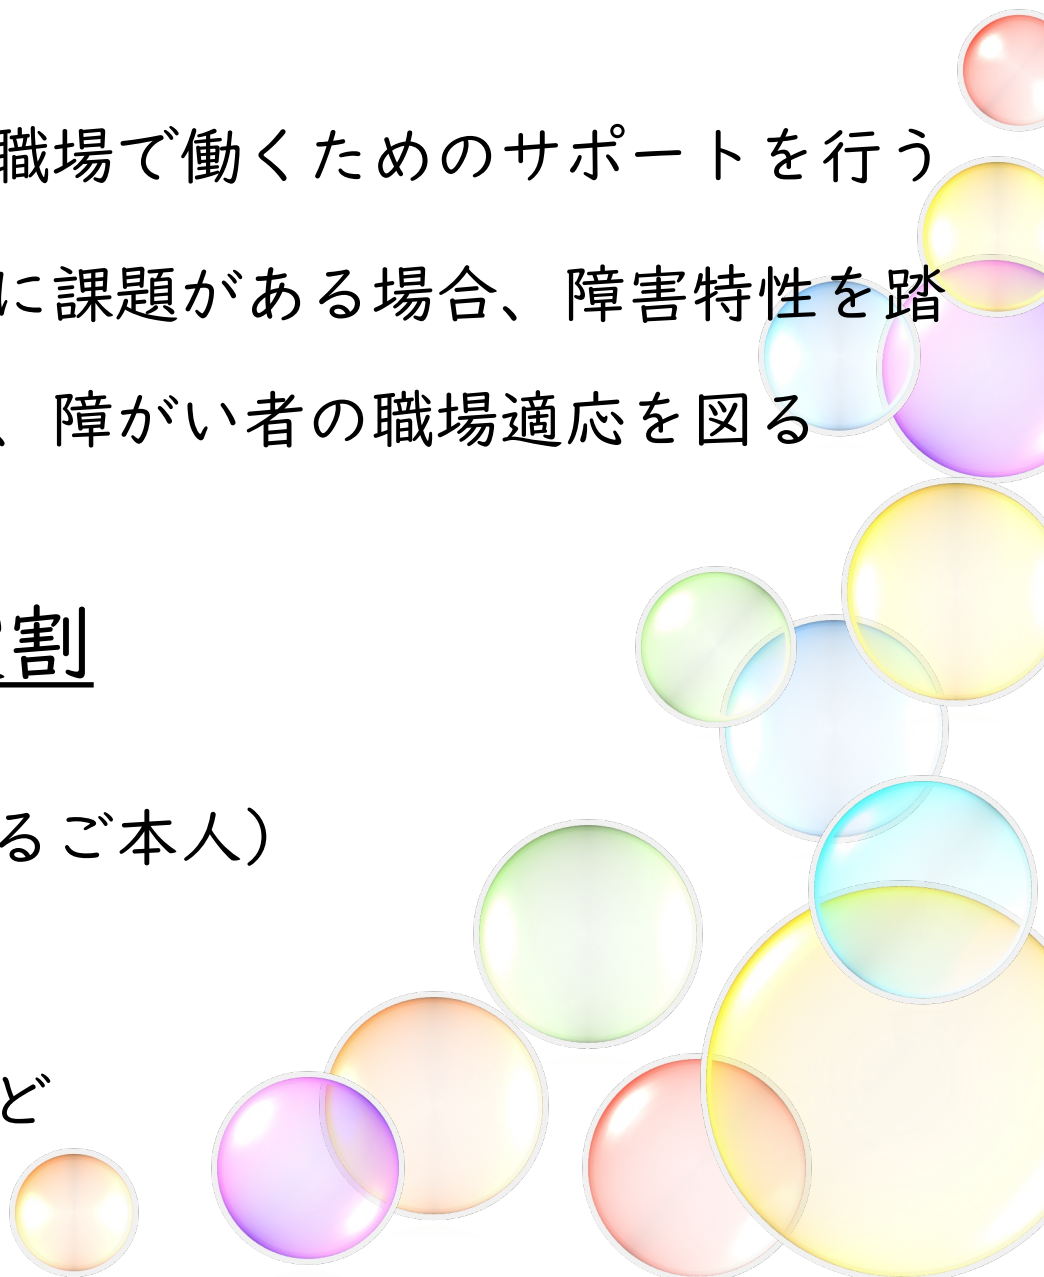 職場で働くためのサポートを行う
に課題がある場合、障害特性を踏
、障がい者の職場適応を図る
割
るご本人）
ど